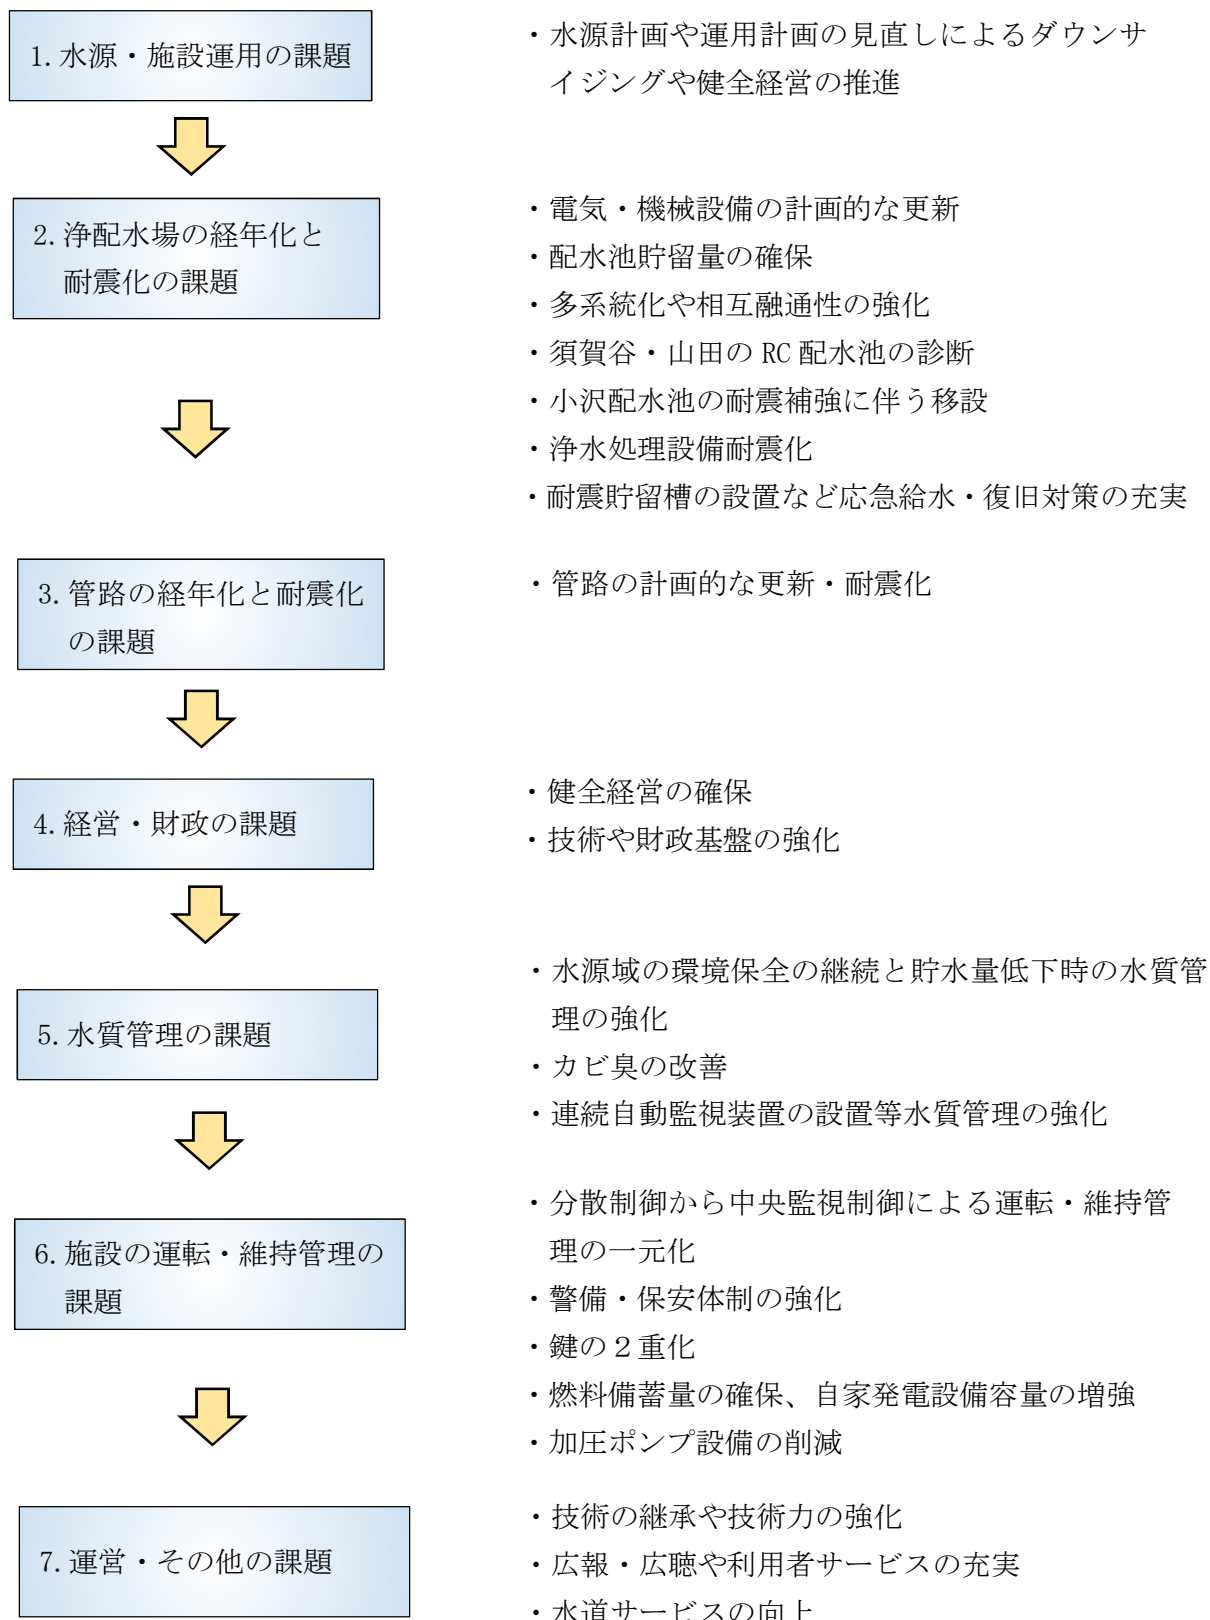 1.水源・施設運用の課題
・水源計画や運用計画の見直しによるダウンサ
イジングや健全経営の推進
2.浄配水場の経年化と
耐震化の課題
・電気・機械設備の計画的な更新
・配水池貯留量の確保
・多系統化や相互融通性の強化
・須賀谷・山田の RC 配水池の診断
・小沢配水池の耐震補強に伴う移設
・浄水処理設備耐震化
・耐震貯留槽の設置など応急給水・復旧対策の充実
3.管路の経年化と耐震化
の課題
・管路の計画的な更新・耐震化
4.経営・財政の課題
・健全経営の確保
・技術や財政基盤の強化
5.水質管理の課題
・水源域の環境保全の継続と貯水量低下時の水質管
理の強化
・カビ臭の改善
・連続自動監視装置の設置等水質管理の強化
6.施設の運転・維持管理の
課題
・分散制御から中央監視制御による運転・維持管
理の一元化
・警備・保安体制の強化
・鍵の２重化
・燃料備蓄量の確保、自家発電設備容量の増強
・加圧ポンプ設備の削減
7.運営・その他の課題
・技術の継承や技術力の強化
・広報・広聴や利用者サービスの充実
・水道サービスの向上